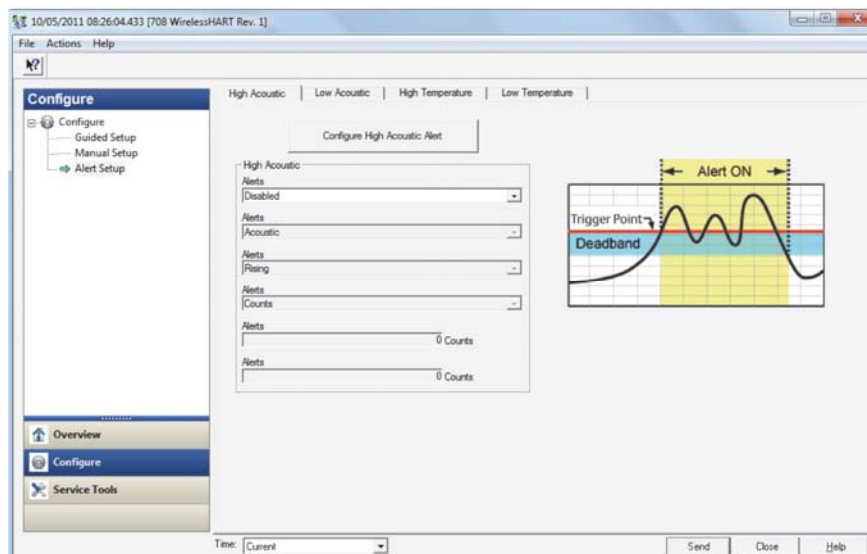 10/05/2011 08:26:04.433 [708 WirelessHART Rev. 1]
File Actions Help
Configure
Configure
Guided Setup
Manual Setup
Alert Setup
Overview
Configure
Service Tools
High Acoustic
Low Acoustic
High Temperature
Low Temperature
Configure High Acoustic Alert
High Acoustic
Alerts
Disabled
Alerts
Acoustic
Alerts
Rising
Alerts
Counts
Alerts
0 Counts
Alerts
0 Counts
Alert ON
Trigger Point
Deadband
Time: Current
Send
Close
Help